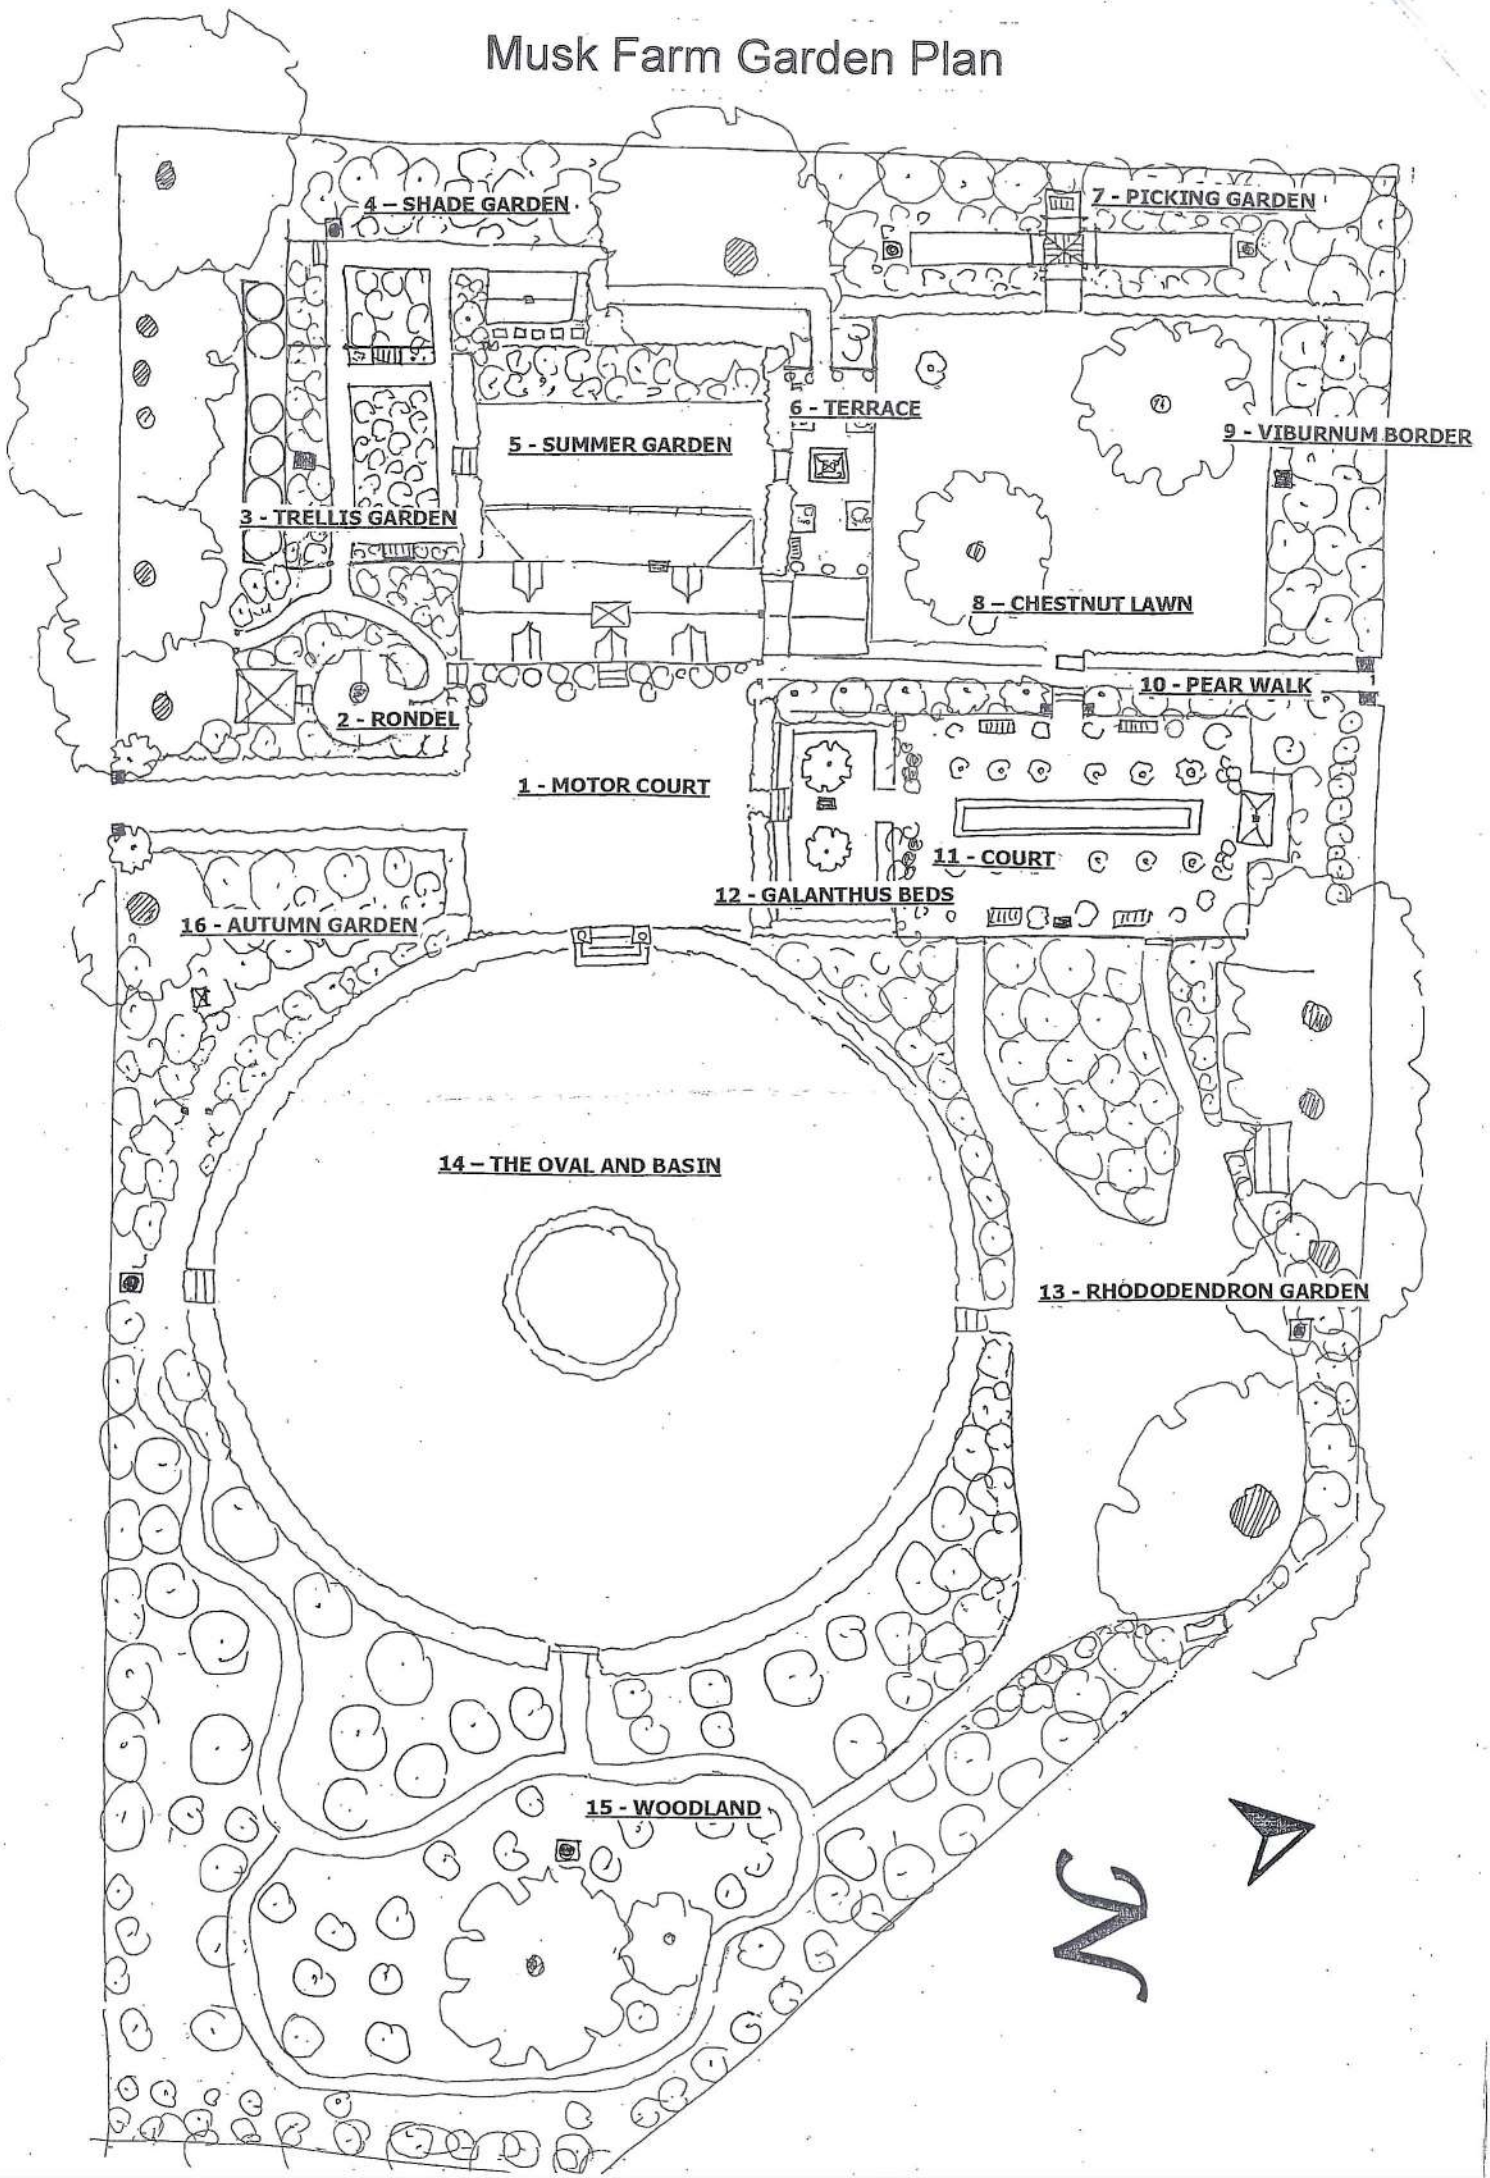 Musk Farm Garden Plan
4 – SHADE GARDEN
7 - PICKING GARDEN
6 - TERRACE
9 - VIBURNUM BORDER
5 - SUMMER GARDEN
3 - TRELLIS GARDEN
8 – CHESTNUT LAWN
10 - PEAR WALK
2 - RONDEL
1 - MOTOR COURT
11 - COURT
12 - GALANTHUS BEDS
16 - AUTUMN GARDEN
14 – THE OVAL AND BASIN
13 - RHODODENDRON GARDEN
15 - WOODLAND
N